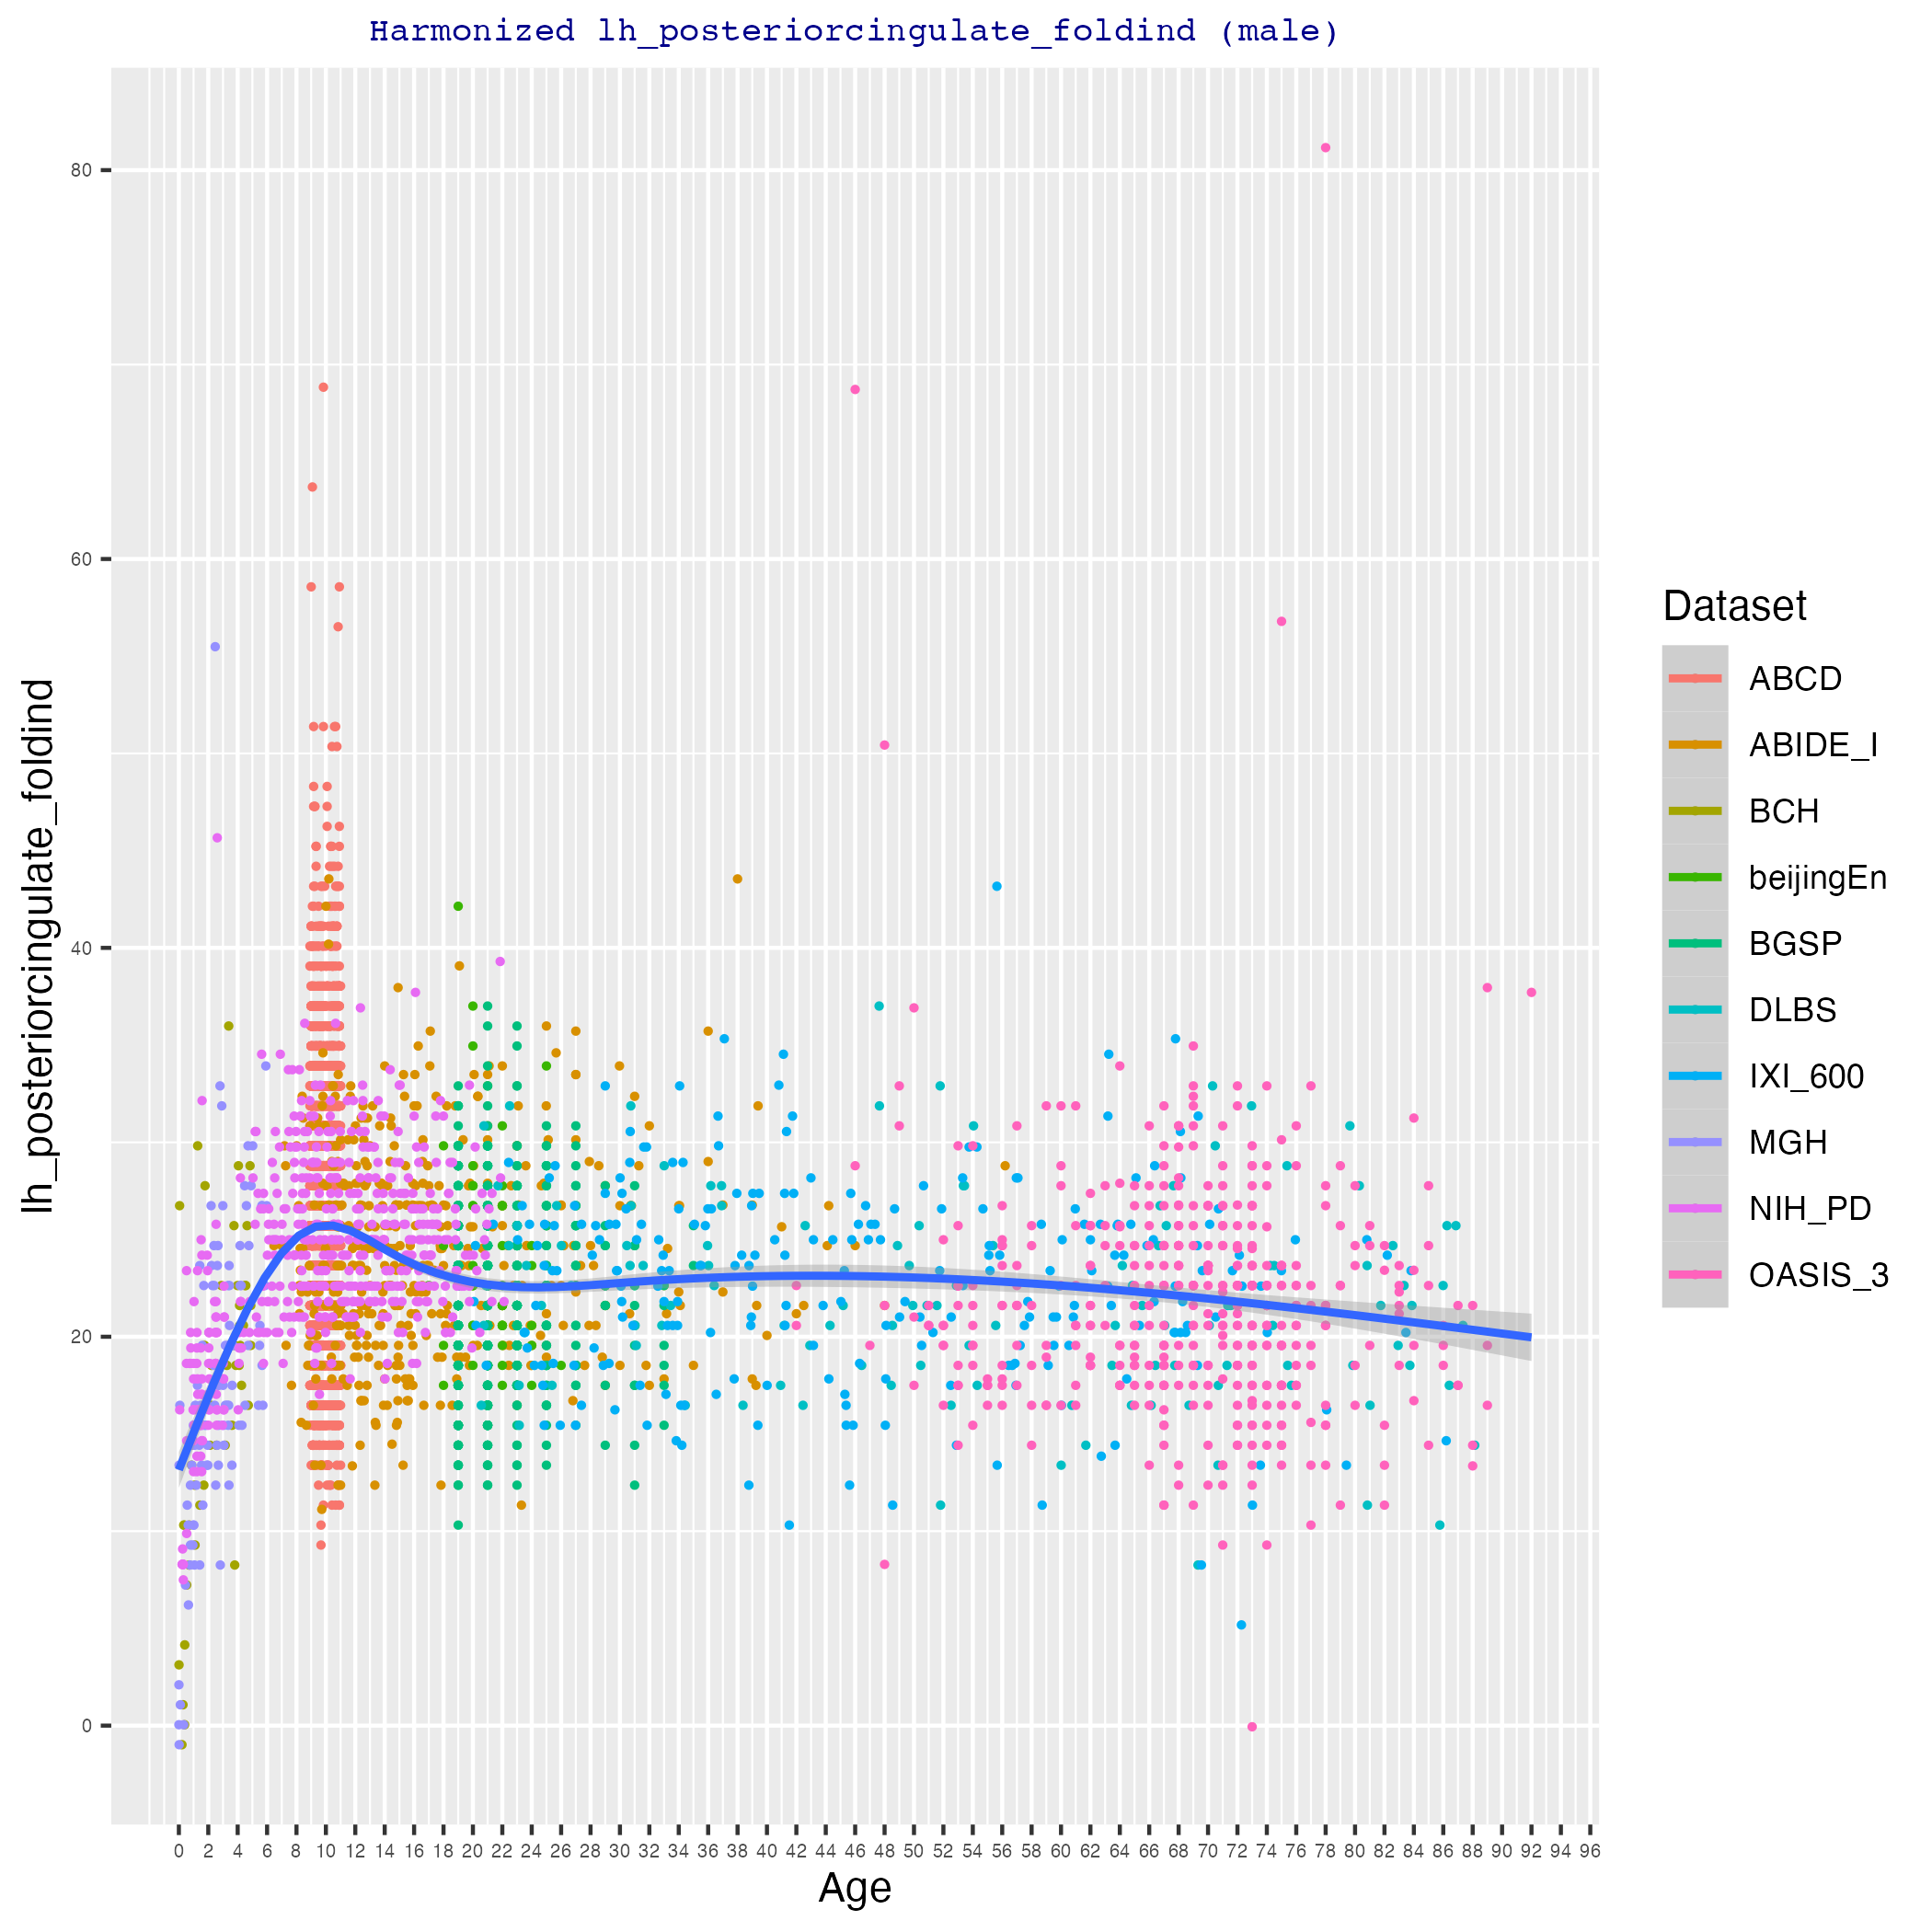 Harmonized lh_posteriorcingulate_foldind (male)
lh_posteriorcingulate_foldind
80
60
40
20
0
0 2 4 6 8 10 12 14 16 18 20 22 24 26 28 30 32 34 36 38 40 42 44 46 48 50 52 54 56 58 60 62 64 66 68 70 72 74 76 78 80 82 84 86 88 90 92 94 96
Age
Dataset
ABCD
ABIDE_I
BCH
beijingEn
BGSP
DLBS
IXI_600
MGH
NIH_PD
OASIS_3